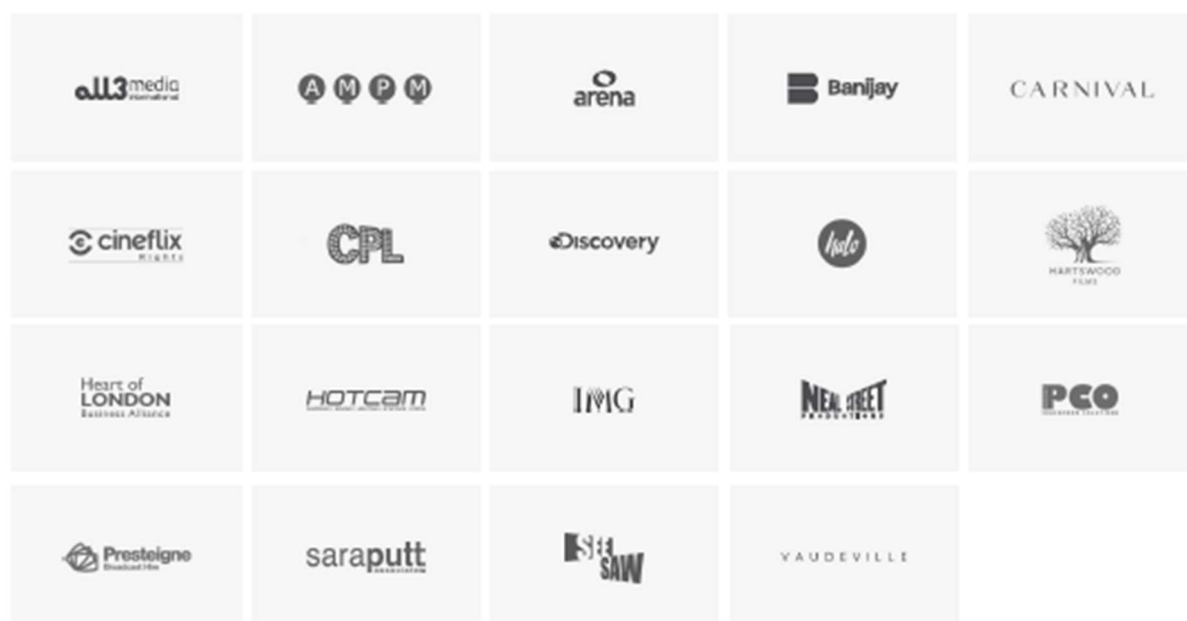 all3media
international
A M P M
arena
Banijay
CARNIVAL
cineflix
Rights
CPL
Discovery
halo
HARTSWOOD
FILMS
Heart of
LONDON
Business Alliance
HOTCAM
IMG
NEAL STREET
PRODUCTIONS
PCO
Presteigne
Broadcast Hire
saraputt
associates
SEE
SAW
VAUDEVILLE